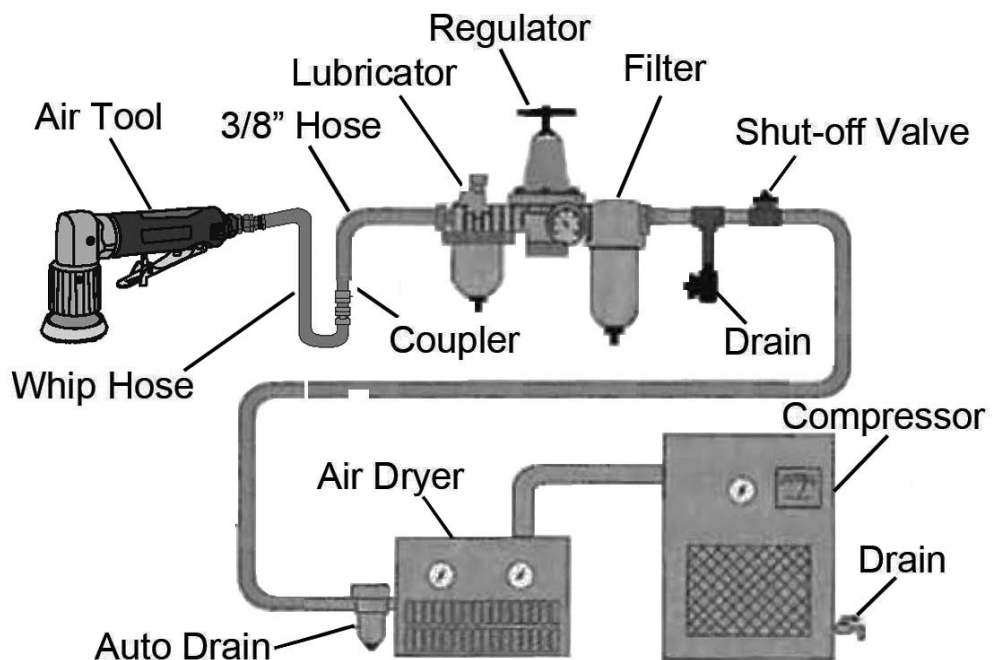 Regulator
Lubricator
Filter
Air Tool
3/8” Hose
Shut-off Valve
Coupler
Drain
Whip Hose
Compressor
Air Dryer
Drain
Auto Drain